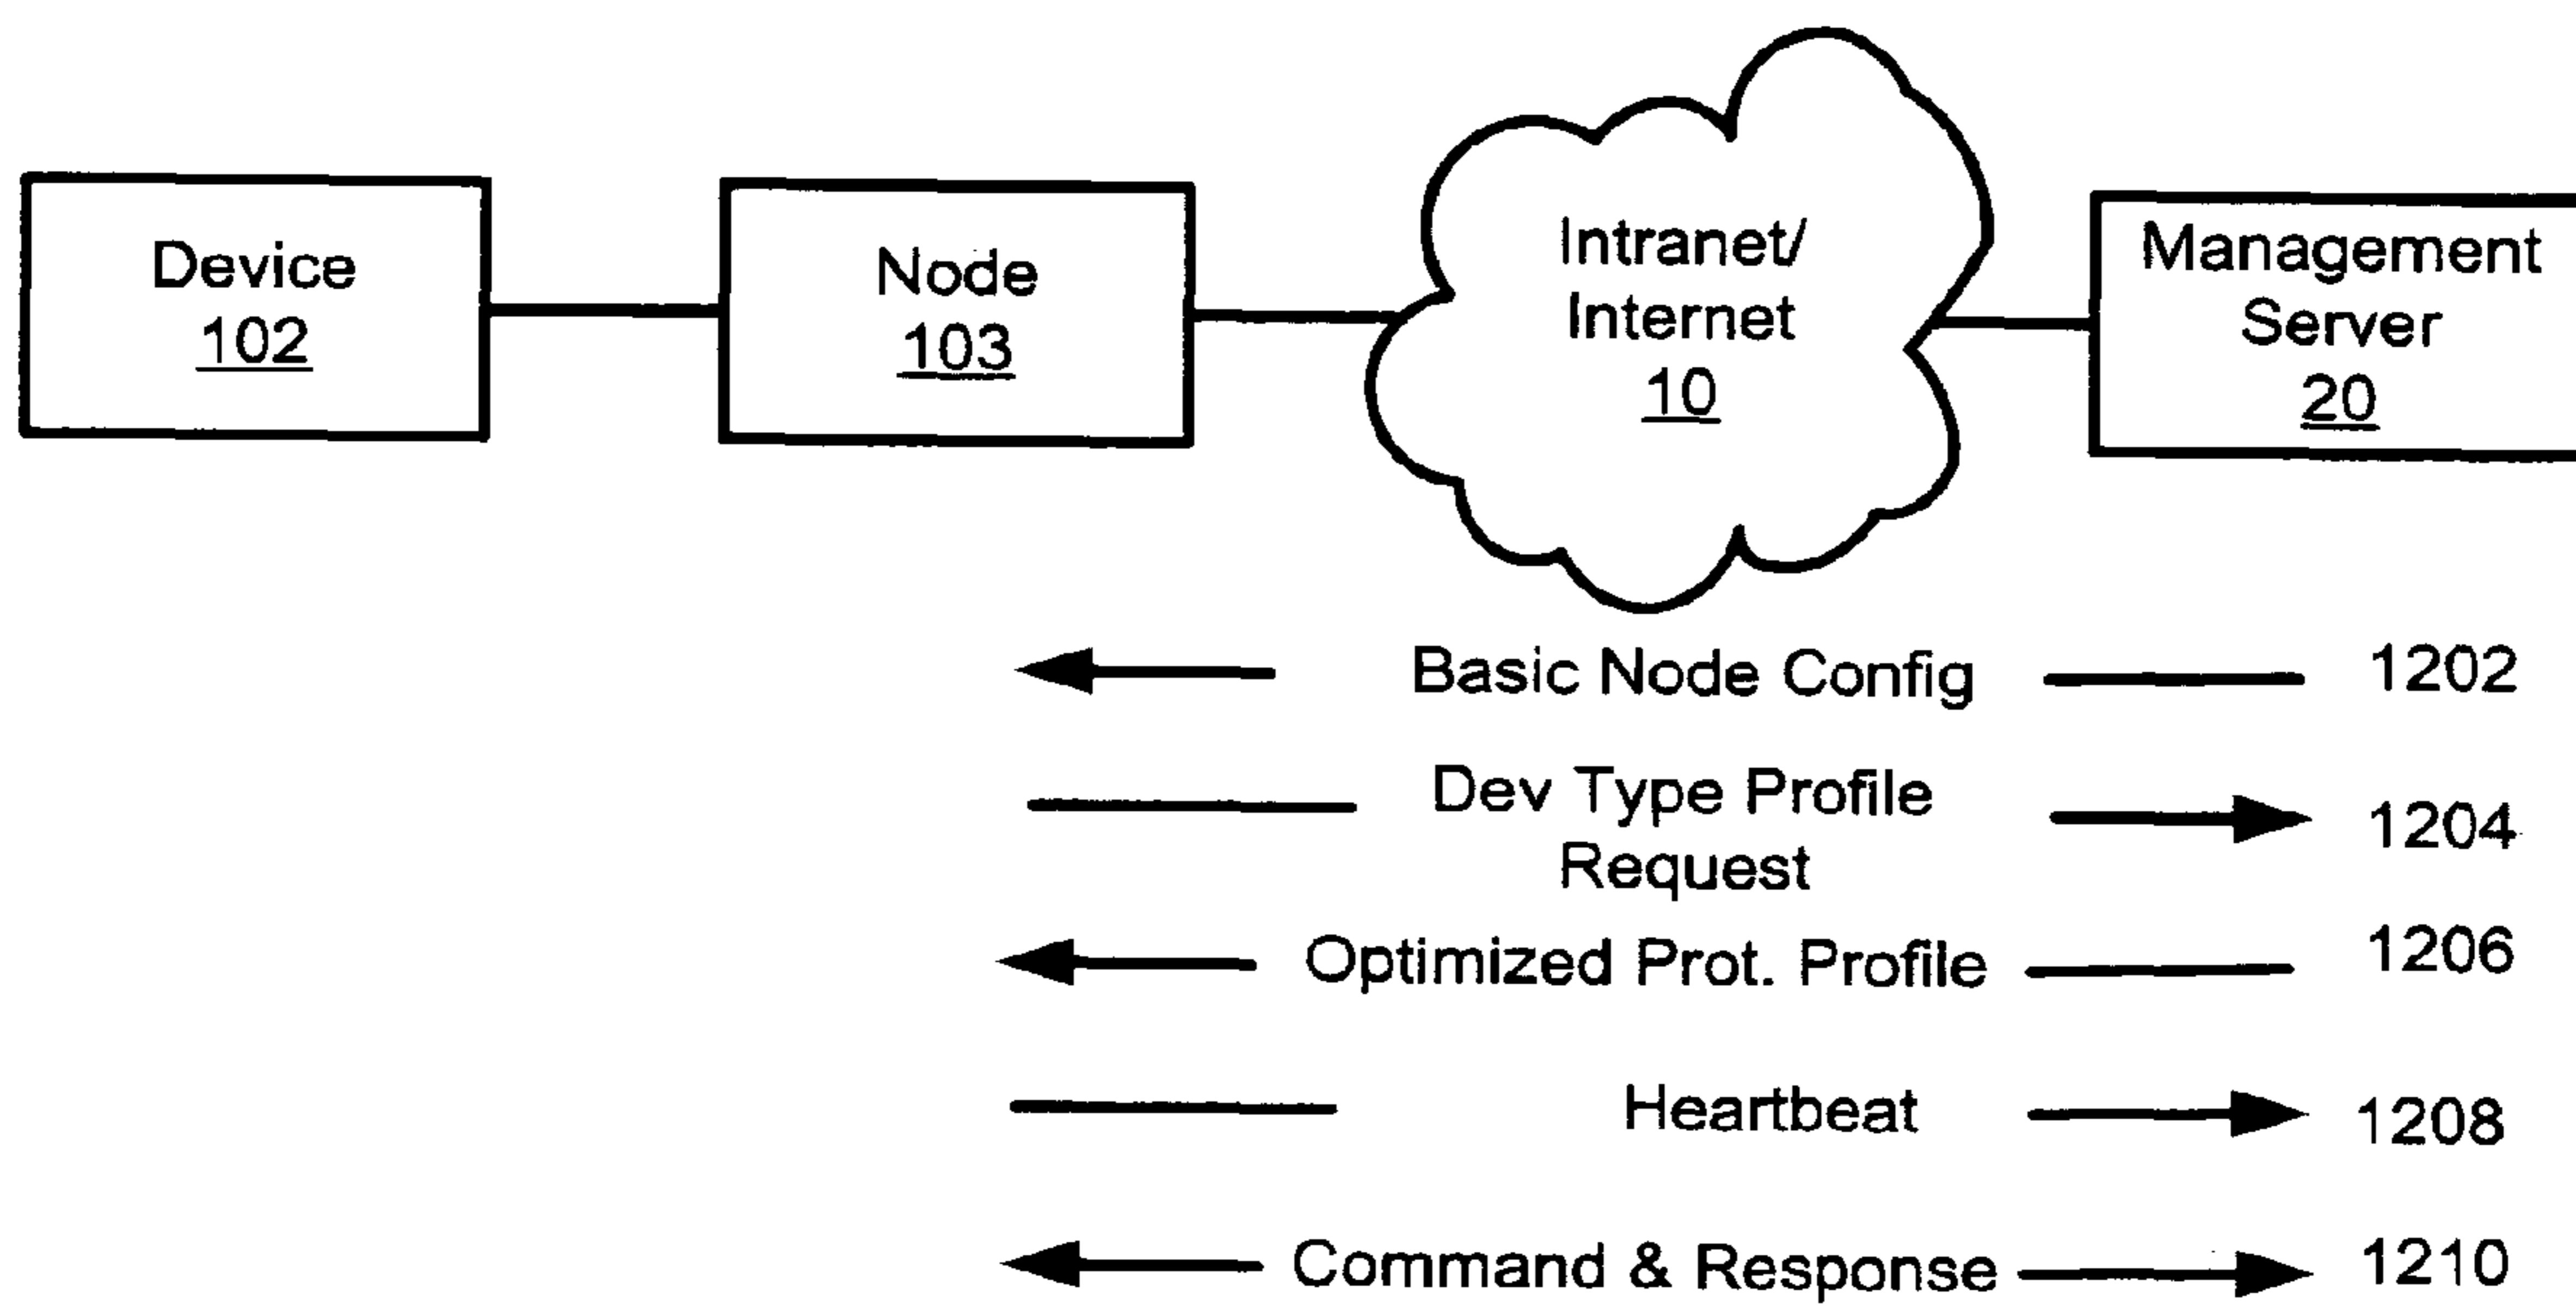 Device
102
Node
103
Intranet/
Internet
10
Management
Server
20
Basic Node Config
1202
Dev Type Profile
Request
1204
Optimized Prot. Profile
1206
Heartbeat
1208
Command & Response
1210